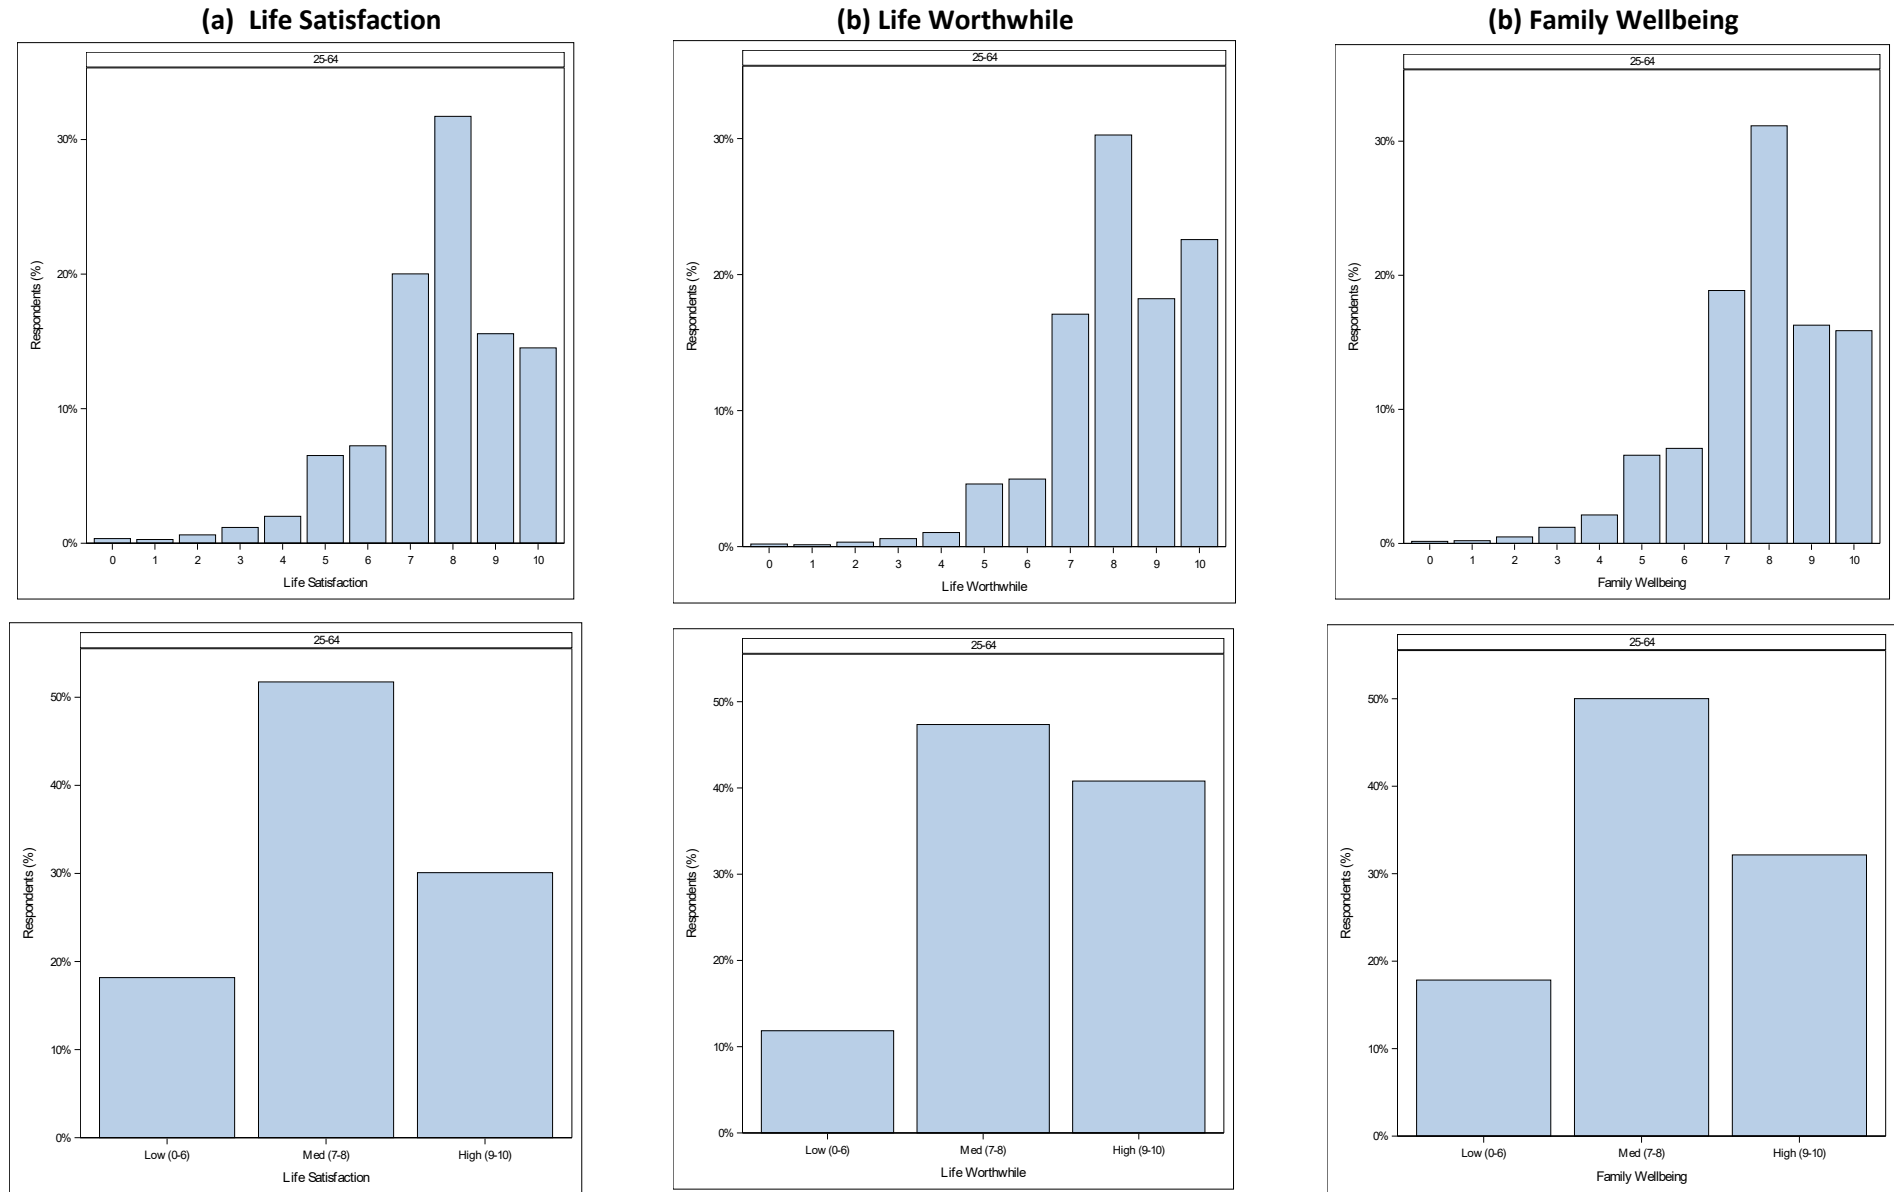 (a) Life Satisfaction
(b) Life Worthwhile
(b) Family Wellbeing
25-64
30%
20%
10%
0%
Respondents (%)
0 1 2 3 4 5 6 7 8 9 10
Life Satisfaction
25-64
30%
20%
10%
0%
Respondents (%)
0 1 2 3 4 5 6 7 8 9 10
Life Worthwhile
25-64
30%
20%
10%
0%
Respondents (%)
0 1 2 3 4 5 6 7 8 9 10
Family Wellbeing
25-64
50%
40%
30%
20%
10%
0%
Respondents (%)
Low (0-6) Med (7-8) High (9-10)
Life Satisfaction
25-64
50%
40%
30%
20%
10%
0%
Respondents (%)
Low (0-6) Med (7-8) High (9-10)
Life Worthwhile
25-64
50%
40%
30%
20%
10%
0%
Respondents (%)
Low (0-6) Med (7-8) High (9-10)
Family Wellbeing